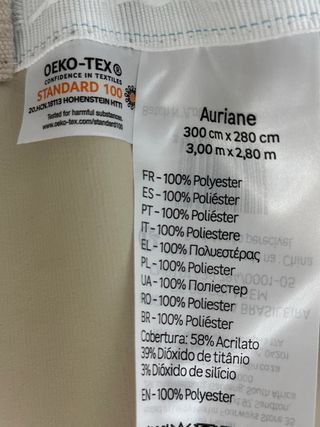 OEKO-TEX®
CONFIDENCE IN TEXTILES
STANDARD 100
20.HCN.18113 HOHENSTEIN HTTI
Tested for harmful substances.
www.oeko-tex.com/standard100
Auriane
300 cm x 280 cm
3,00 m x 2,80 m
FR-100% Polyester
ES-100% Poliéster
PT-100% Poliéster
IT-100% Poliestere
EL-100% Πολυεστέρας
PL-100% Poliester
UA-100% Поліестер
RO-100% Poliester
BR-100% Poliéster
Cobertura: 58% Acrilato
39% Dióxido de titânio
3% Dióxido de silício
EN-100% Polyester